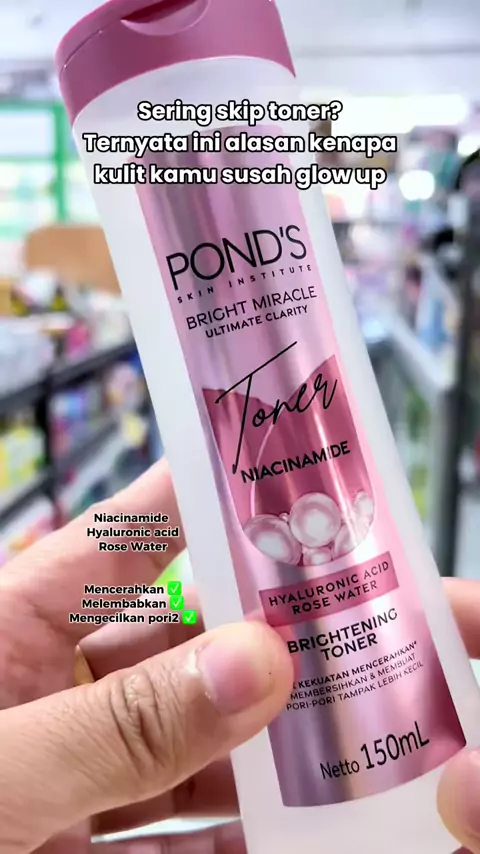 Sering skip toner?
Ternyata ini alasan kenapa
kulit kamu susah glow up
POND'S
SKIN INSTITUTE
BRIGHT MIRACLE
ULTIMATE CLARITY
Toner
NIACINAMIDE
Niacinamide
Hyaluronic acid
Rose Water
Mencerahkan ✅
Melembabkan ✅
Mengecilkan pori2 ✅
HYALURONIC ACID
ROSE WATER
BRIGHTENING
TONER
KEKUATAN MENCERAHKAN*
MEMBERSIHKAN & MEMBUAT
PORI-PORI TAMPAK LEBIH KECIL
Netto 150mL